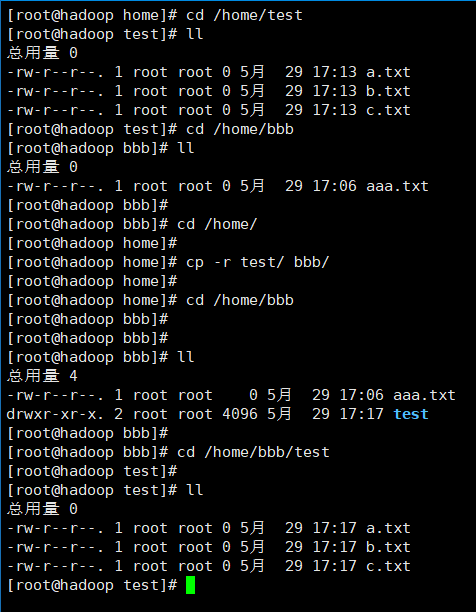 [root@hadoop home]# cd /home/test
[root@hadoop test]# ll
总用量 0
-rw-r--r--. 1 root root 0 5月  29 17:13 a.txt
-rw-r--r--. 1 root root 0 5月  29 17:13 b.txt
-rw-r--r--. 1 root root 0 5月  29 17:13 c.txt
[root@hadoop test]# cd /home/bbb
[root@hadoop bbb]# ll
总用量 0
-rw-r--r--. 1 root root 0 5月  29 17:06 aaa.txt
[root@hadoop bbb]#
[root@hadoop bbb]# cd /home/
[root@hadoop home]#
[root@hadoop home]# cp -r test/ bbb/
[root@hadoop home]#
[root@hadoop home]# cd /home/bbb
[root@hadoop bbb]#
[root@hadoop bbb]#
[root@hadoop bbb]# ll
总用量 4
-rw-r--r--. 1 root root    0 5月  29 17:06 aaa.txt
drwxr-xr-x. 2 root root 4096 5月  29 17:17 test
[root@hadoop bbb]#
[root@hadoop bbb]# cd /home/bbb/test
[root@hadoop test]#
[root@hadoop test]# ll
总用量 0
-rw-r--r--. 1 root root 0 5月  29 17:17 a.txt
-rw-r--r--. 1 root root 0 5月  29 17:17 b.txt
-rw-r--r--. 1 root root 0 5月  29 17:17 c.txt
[root@hadoop test]#